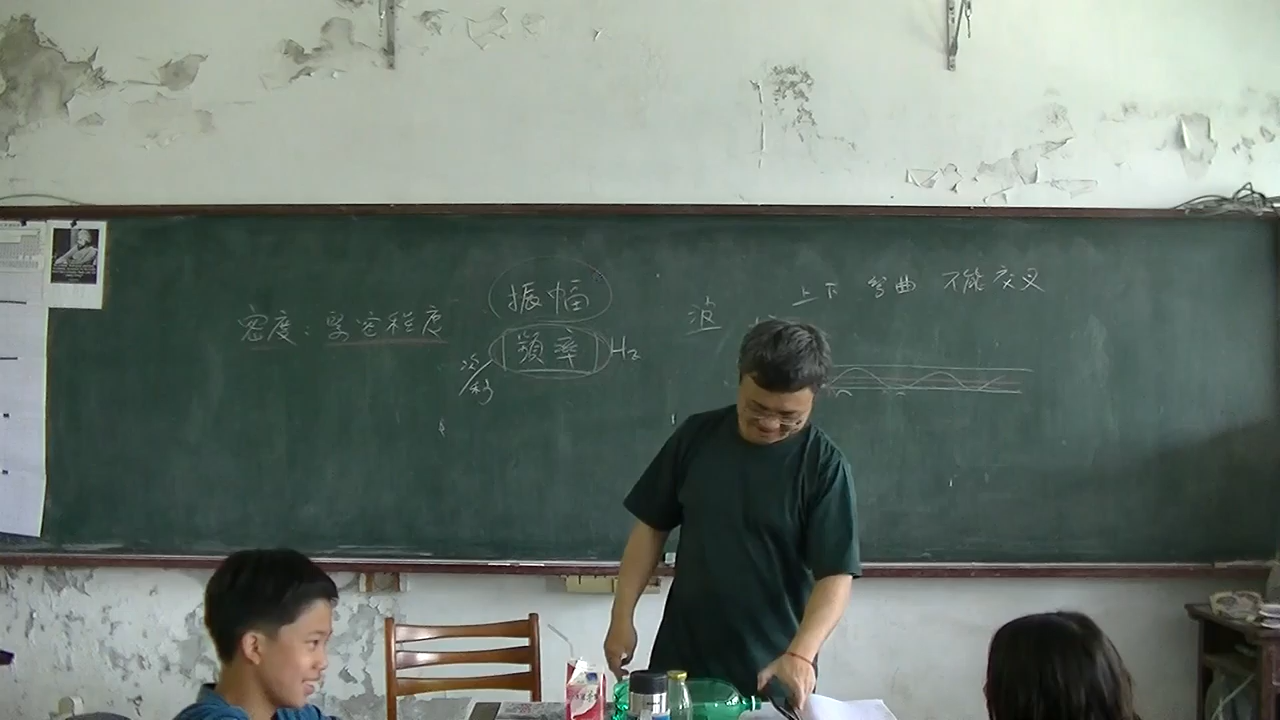 密度：緊密程度
振幅
頻率 Hz
次/秒
波
上下 彎曲 不能交叉